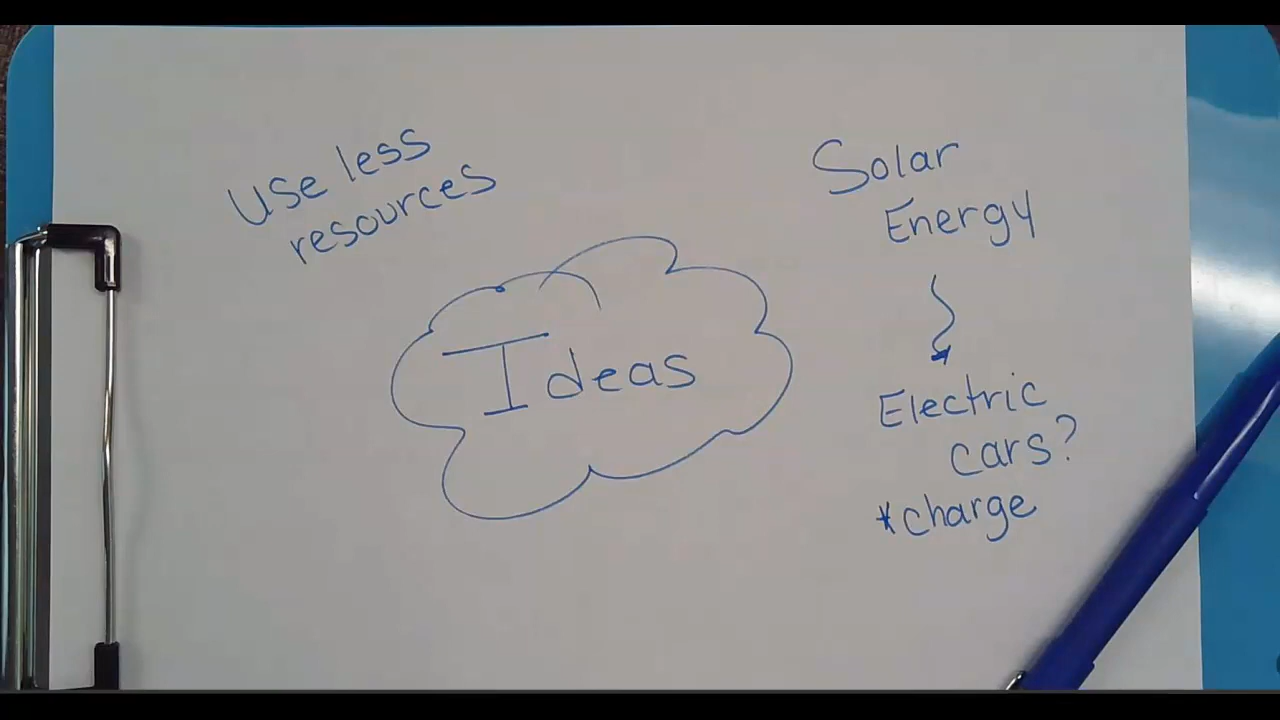 Use less
resources
Ideas
Solar
Energy
Electric
cars?
*charge